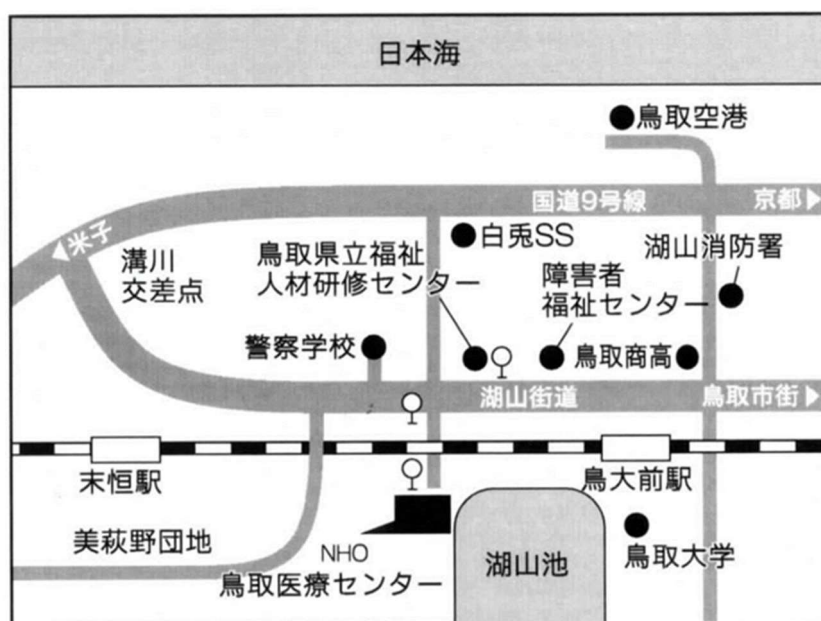 日本海
鳥取空港
国道9号線
京都▶
◀米子
白兎SS
湖山消防署
溝川
交差点
鳥取県立福祉
人材研修センター
障害者
福祉センター
警察学校
鳥取商高
湖山街道
鳥取市街▶
末恒駅
鳥大前駅
美萩野団地
NHO
鳥取医療センター
湖山池
鳥取大学